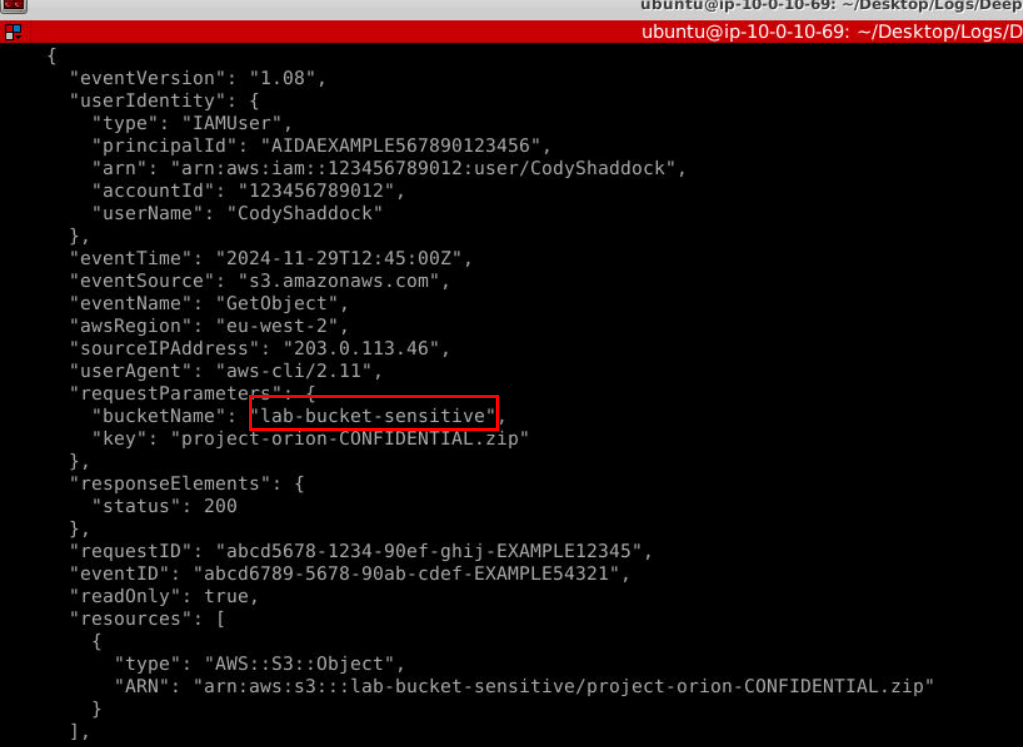 ubuntu@ip-10-0-10-69: ~/Desktop/Logs/Deep
ubuntu@ip-10-0-10-69: ~/Desktop/Logs/D
{
"eventVersion": "1.08",
"userIdentity": {
"type": "IAMUser",
"principalId": "AIDAEXAMPLE567890123456",
"arn": "arn:aws:iam::123456789012:user/CodyShaddock",
"accountId": "123456789012",
"userName": "CodyShaddock"
},
"eventTime": "2024-11-29T12:45:00Z",
"eventSource": "s3.amazonaws.com",
"eventName": "GetObject",
"awsRegion": "eu-west-2",
"sourceIPAddress": "203.0.113.46",
"userAgent": "aws-cli/2.11",
"requestParameters": {
"bucketName": "lab-bucket-sensitive",
"key": "project-orion-CONFIDENTIAL.zip"
},
"responseElements": {
"status": 200
},
"requestID": "abcd5678-1234-90ef-ghij-EXAMPLE12345",
"eventID": "abcd6789-5678-90ab-cdef-EXAMPLE54321",
"readOnly": true,
"resources": [
{
"type": "AWS::S3::Object",
"ARN": "arn:aws:s3:::lab-bucket-sensitive/project-orion-CONFIDENTIAL.zip"
}
],